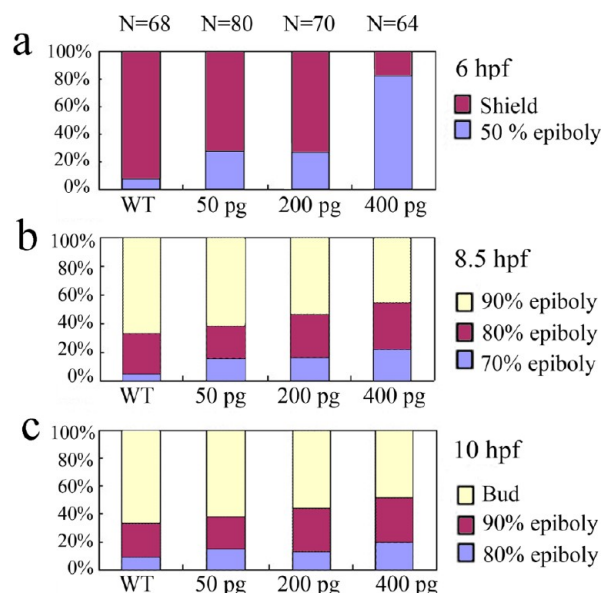 N=68 N=80 N=70 N=64
a
100%
80%
60%
40%
20%
0%
WT 50 pg 200 pg 400 pg
6 hpf
Shield
50 % epiboly
b
100%
80%
60%
40%
20%
0%
WT 50 pg 200 pg 400 pg
8.5 hpf
90% epiboly
80% epiboly
70% epiboly
c
100%
80%
60%
40%
20%
0%
WT 50 pg 200 pg 400 pg
10 hpf
Bud
90% epiboly
80% epiboly